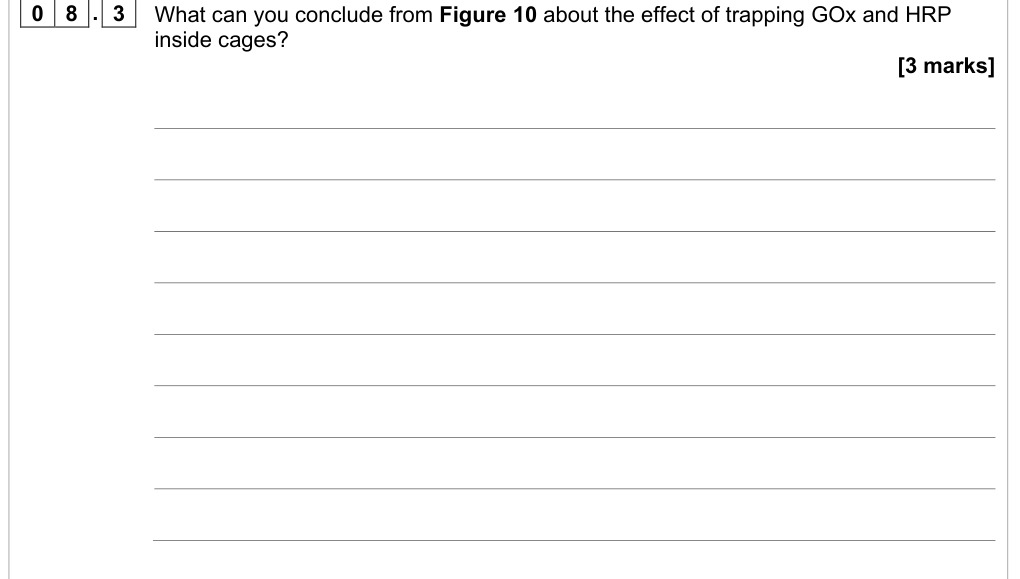 0 8 . 3 What can you conclude from Figure 10 about the effect of trapping GOx and HRP
inside cages?
[3 marks]